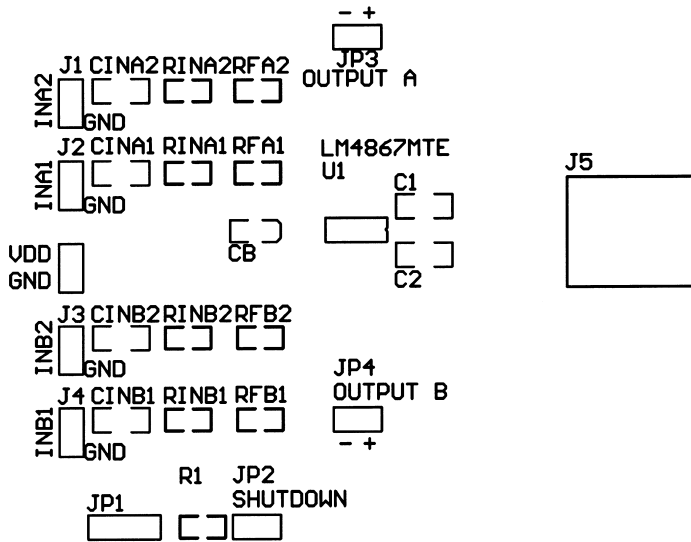 - +
JP3
OUTPUT A
J1 CINA2 RINA2 RFA2
INA2
GND
J2 CINA1 RINA1 RFA1
INA1
GND
LM4867MTE
U1
C1
J5
CB
C2
VDD
GND
J3 CINB2 RINB2 RFB2
INB2
GND
JP4
OUTPUT B
- +
J4 CINB1 RINB1 RFB1
INB1
GND
R1
JP2
SHUTDOWN
JP1